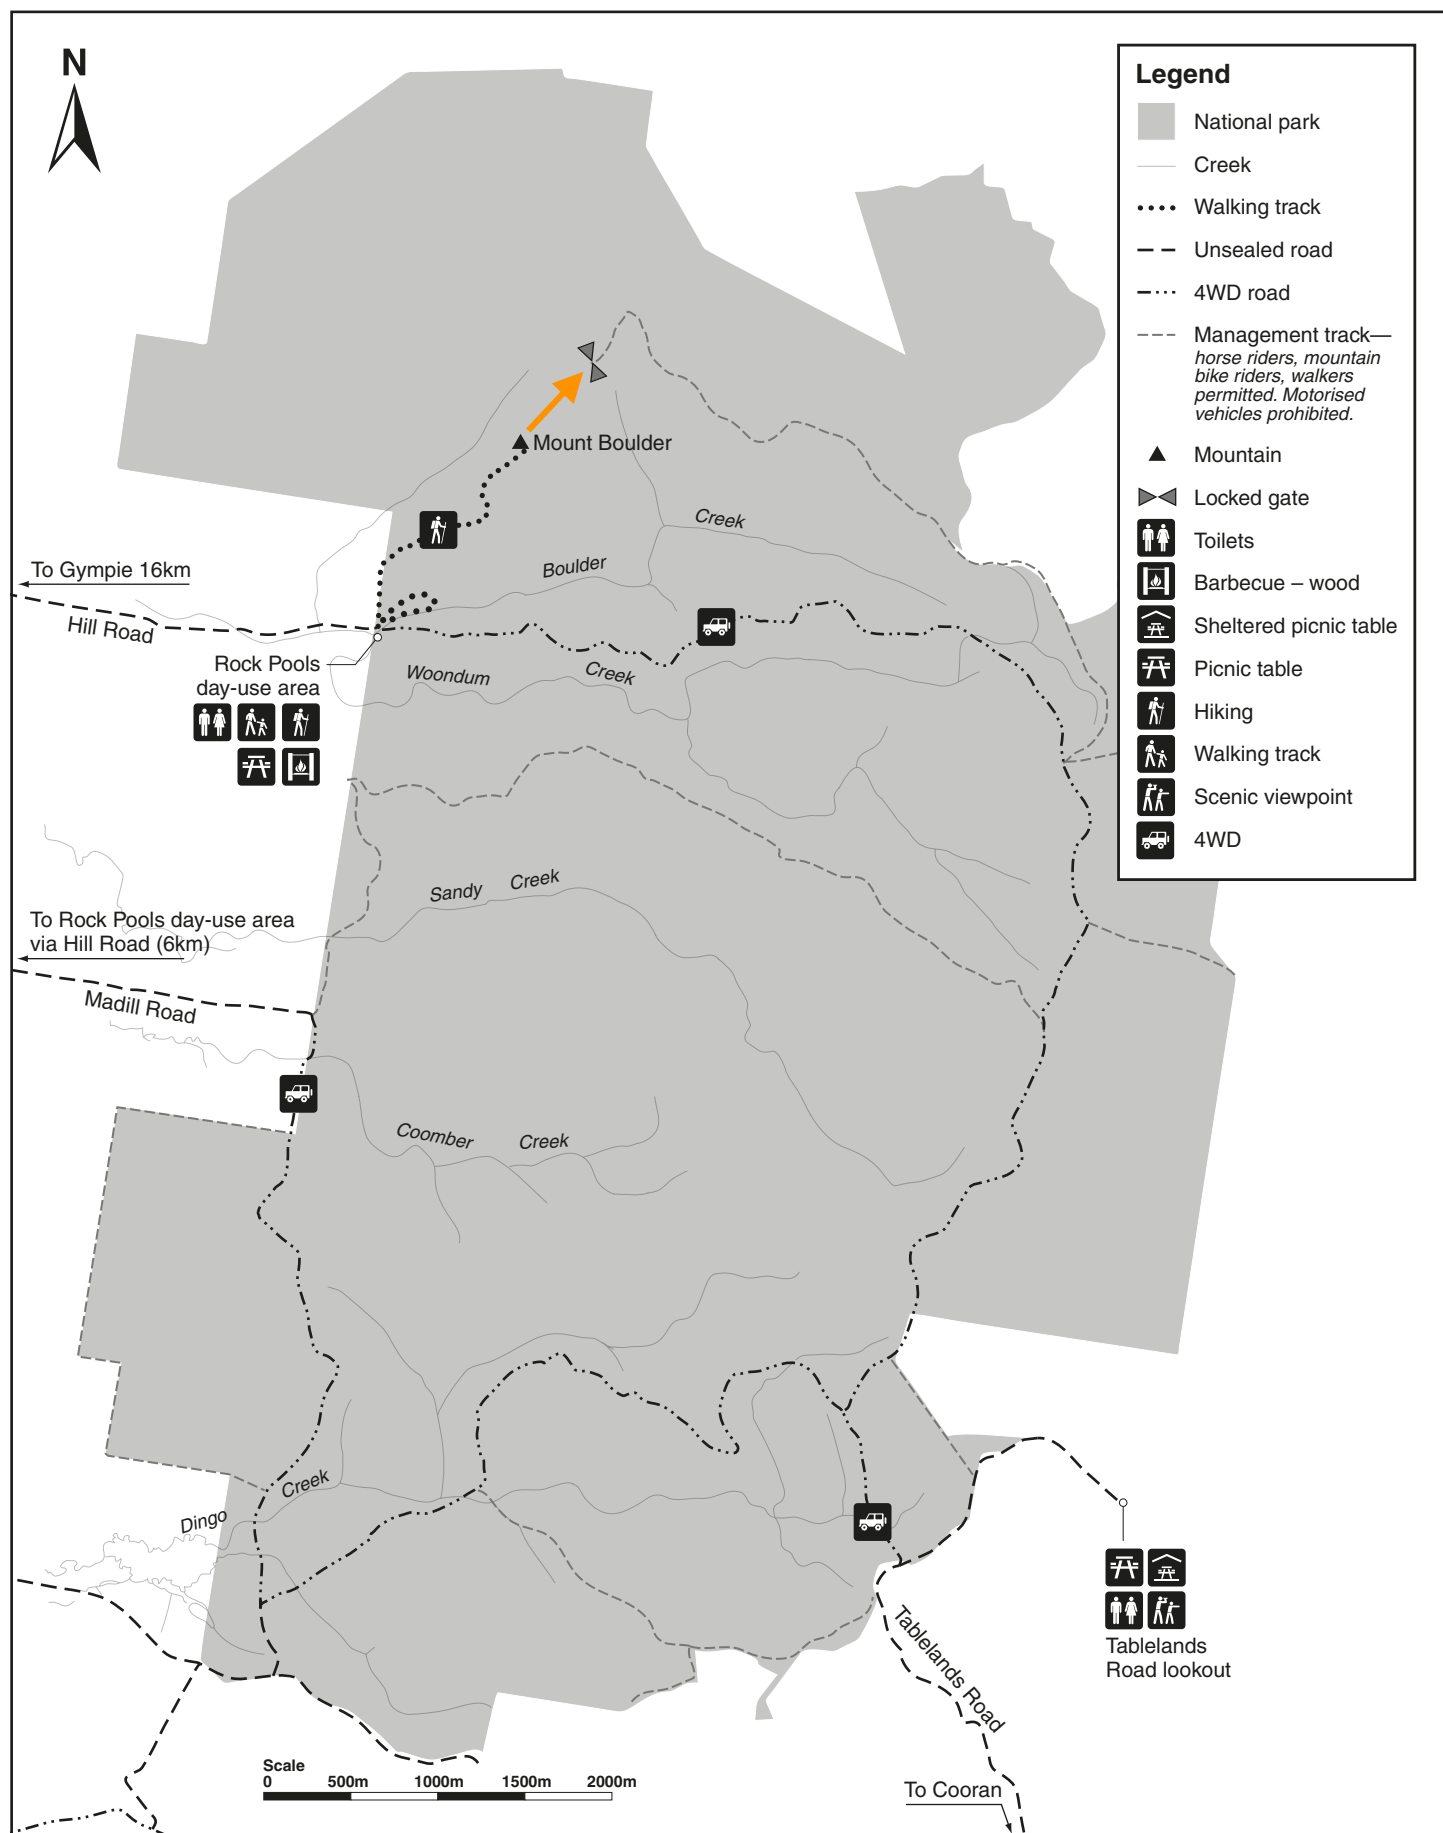 N
Legend
National park
Creek
Walking track
Unsealed road
4WD road
Management track—
horse riders, mountain
bike riders, walkers
permitted. Motorised
vehicles prohibited.
Mountain
Locked gate
Toilets
Barbecue – wood
Sheltered picnic table
Picnic table
Hiking
Walking track
Scenic viewpoint
4WD
Mount Boulder
Creek
Boulder
To Gympie 16km
Hill Road
Rock Pools
day-use area
Woondum Creek
Sandy Creek
To Rock Pools day-use area
via Hill Road (6km)
Madill Road
Coomber Creek
Dingo Creek
Tablelands
Road lookout
Tablelands Road
To Cooran
Scale
0 500m 1000m 1500m 2000m